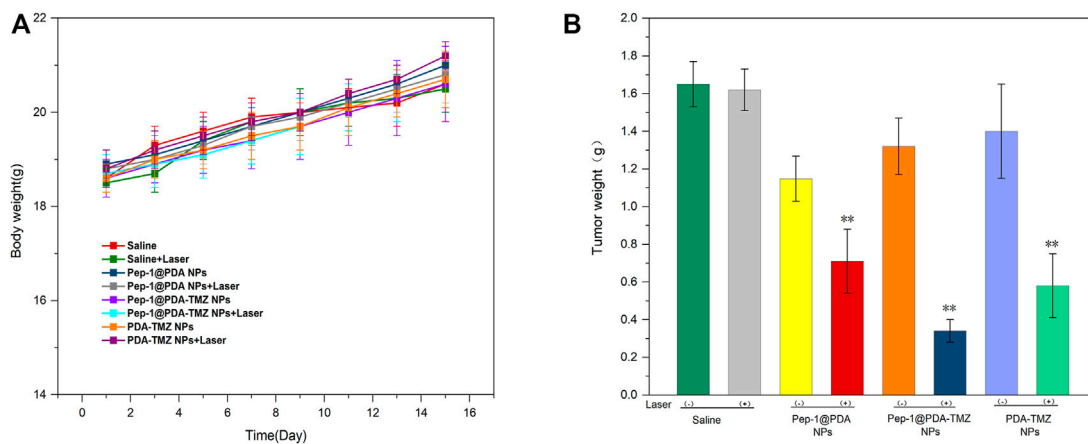 A
Body weight(g)
22
20
18
16
14
Saline
Saline+Laser
Pep-1@PDA NPs
Pep-1@PDA NPs+Laser
Pep-1@PDA-TMZ NPs
Pep-1@PDA-TMZ NPs+Laser
PDA-TMZ NPs
PDA-TMZ NPs+Laser
0 2 4 6 8 10 12 14 16
Time(Day)
B
Tumor weight（g）
2.0
1.8
1.6
1.4
1.2
1.0
0.8
0.6
0.4
0.2
0.0
**
**
**
Laser (-) (+) (-) (+) (-) (+) (-) (+)
Saline
Pep-1@PDA
NPs
Pep-1@PDA-TMZ
NPs
PDA-TMZ
NPs